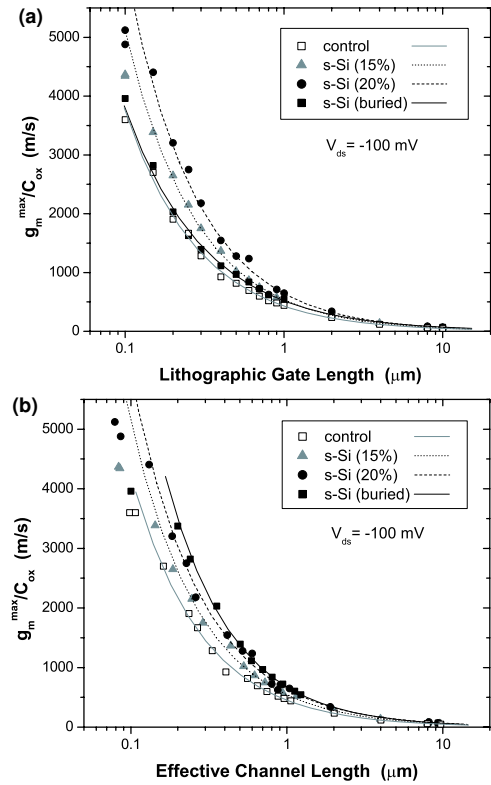 (a)
5000
4000
3000
2000
1000
0
g_m^max/C_ox (m/s)
control
s-Si (15%)
s-Si (20%)
s-Si (buried)
V_ds= -100 mV
0.1 1 10
Lithographic Gate Length (μm)
(b)
5000
4000
3000
2000
1000
0
g_m^max/C_ox (m/s)
control
s-Si (15%)
s-Si (20%)
s-Si (buried)
V_ds= -100 mV
0.1 1 10
Effective Channel Length (μm)